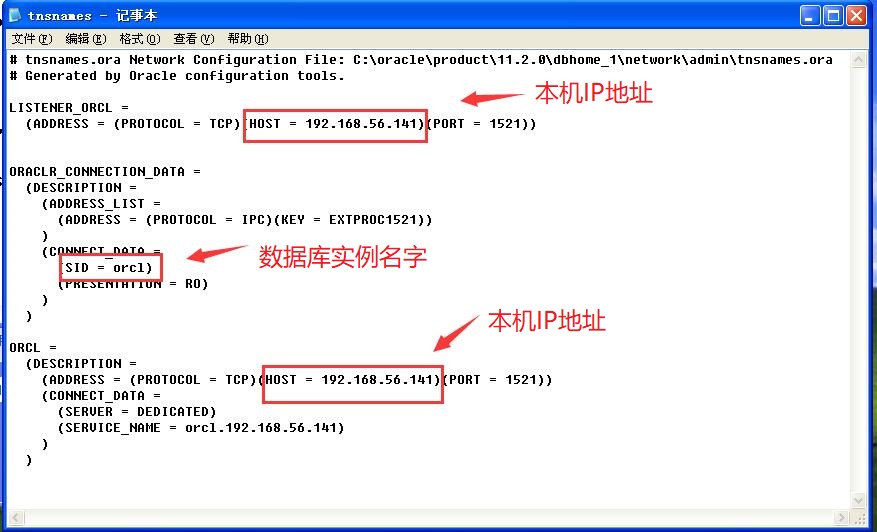 tnsnames - 记事本
文件(F) 编辑(E) 格式(O) 查看(V) 帮助(H)
# tnsnames.ora Network Configuration File: C:\oracle\product\11.2.0\dbhome_1\network\admin\tnsnames.ora
# Generated by Oracle configuration tools.
本机IP地址
LISTENER_ORCL =
(ADDRESS = (PROTOCOL = TCP)(HOST = 192.168.56.141)(PORT = 1521))
ORACLR_CONNECTION_DATA =
(DESCRIPTION =
(ADDRESS_LIST =
(ADDRESS = (PROTOCOL = IPC)(KEY = EXTPROC1521))
)
(CONNECT_DATA =
数据库实例名字
(SID = orcl)
(PRESENTATION = RO)
)
)
本机IP地址
ORCL =
(DESCRIPTION =
(ADDRESS = (PROTOCOL = TCP)(HOST = 192.168.56.141)(PORT = 1521))
(CONNECT_DATA =
(SERVER = DEDICATED)
(SERVICE_NAME = orcl.192.168.56.141)
)
)